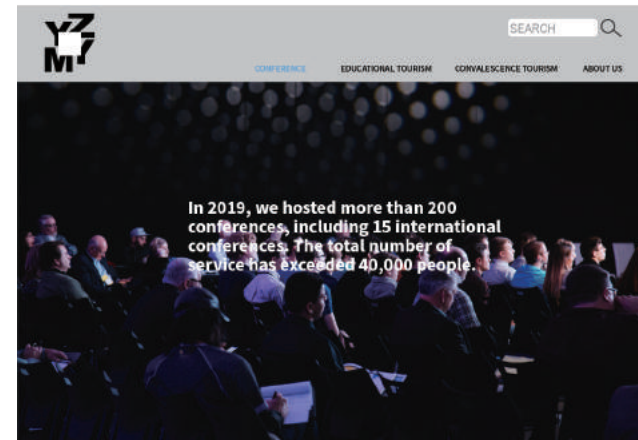 YZ
M7
SEARCH
CONFERENCE
EDUCATIONAL TOURISM
CONVALESCENCE TOURISM
ABOUT US
In 2019, we hosted more than 200
conferences, including 15 international
conferences. The total number of
service has exceeded 40,000 people.